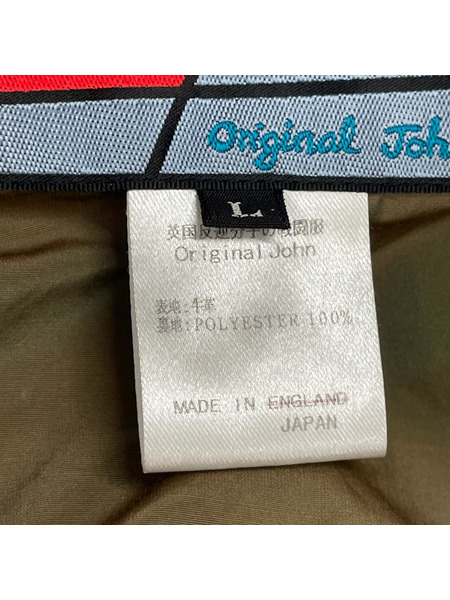 Original Joh
L
英国反逆分子の戦闘服
Original John
表地:牛革
裏地:POLYESTER 100%
MADE IN ENGLAND
JAPAN